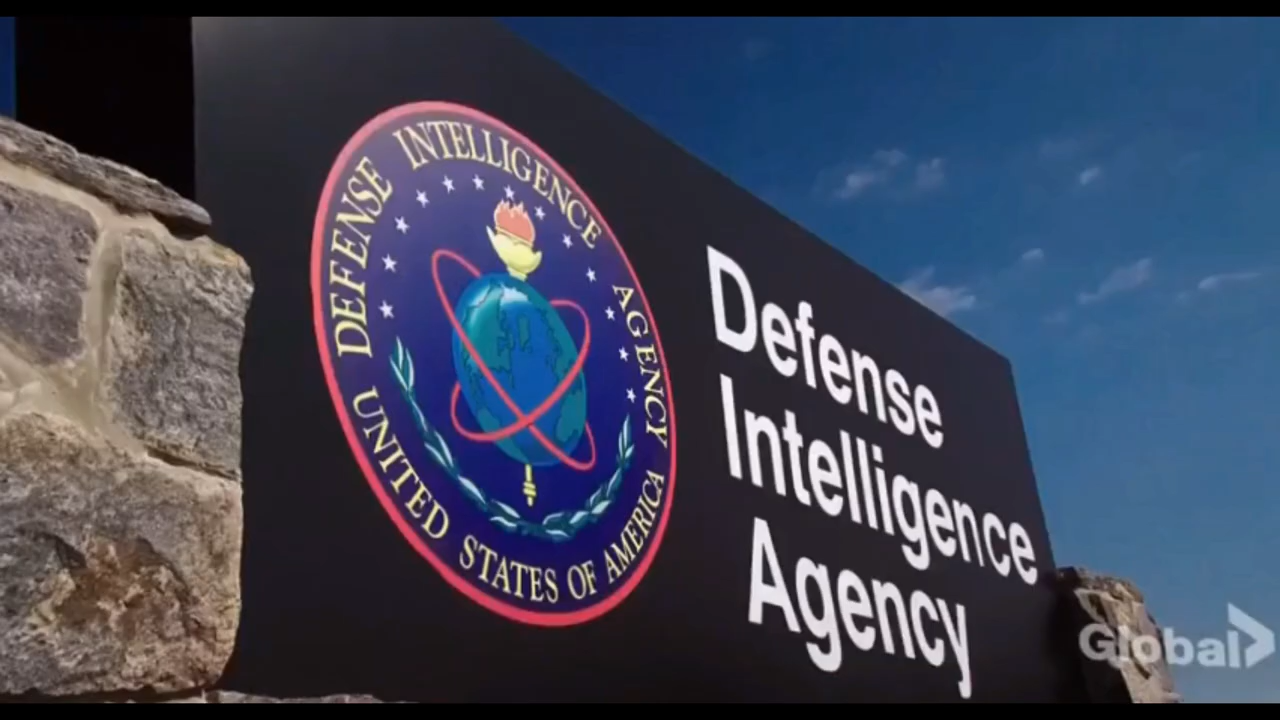 DEFENSE INTELLIGENCE AGENCY
UNITED STATES OF AMERICA
Defense
Intelligence
Agency
Global